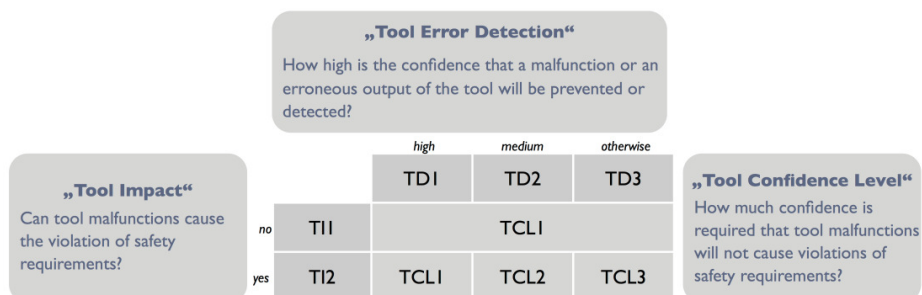 „Tool Error Detection“
How high is the confidence that a malfunction or an
erroneous output of the tool will be prevented or
detected?
high medium otherwise
TD1 TD2 TD3
„Tool Impact“
Can tool malfunctions cause
the violation of safety
requirements?
no TI1 TCL1
yes TI2 TCL1 TCL2 TCL3
„Tool Confidence Level“
How much confidence is
required that tool malfunctions
will not cause violations of
safety requirements?